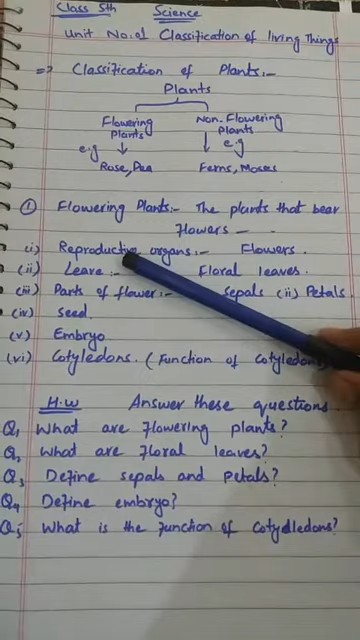 Class 5th Science
Unit No.01 Classification of living Things
=> Classification of Plants:-
Plants
Flowering Plants Non-Flowering Plants
e.g e.g
Rose, Pea Ferns, Moses
① Flowering Plants:- The plants that bear
Flowers -
(i) Reproductive organs:- Flowers.
(ii) Leave:- Floral leaves.
(iii) Parts of flower:- Sepals (ii) Petals
(iv) Seed.
(v) Embryo
(vi) Cotyledons. (Function of Cotyledons)
H.W Answer these questions.
Q1 What are flowering plants?
Q2 What are floral leaves?
Q3 Define sepals and petals?
Q4 Define embryo?
Q5 What is the function of cotydledons?